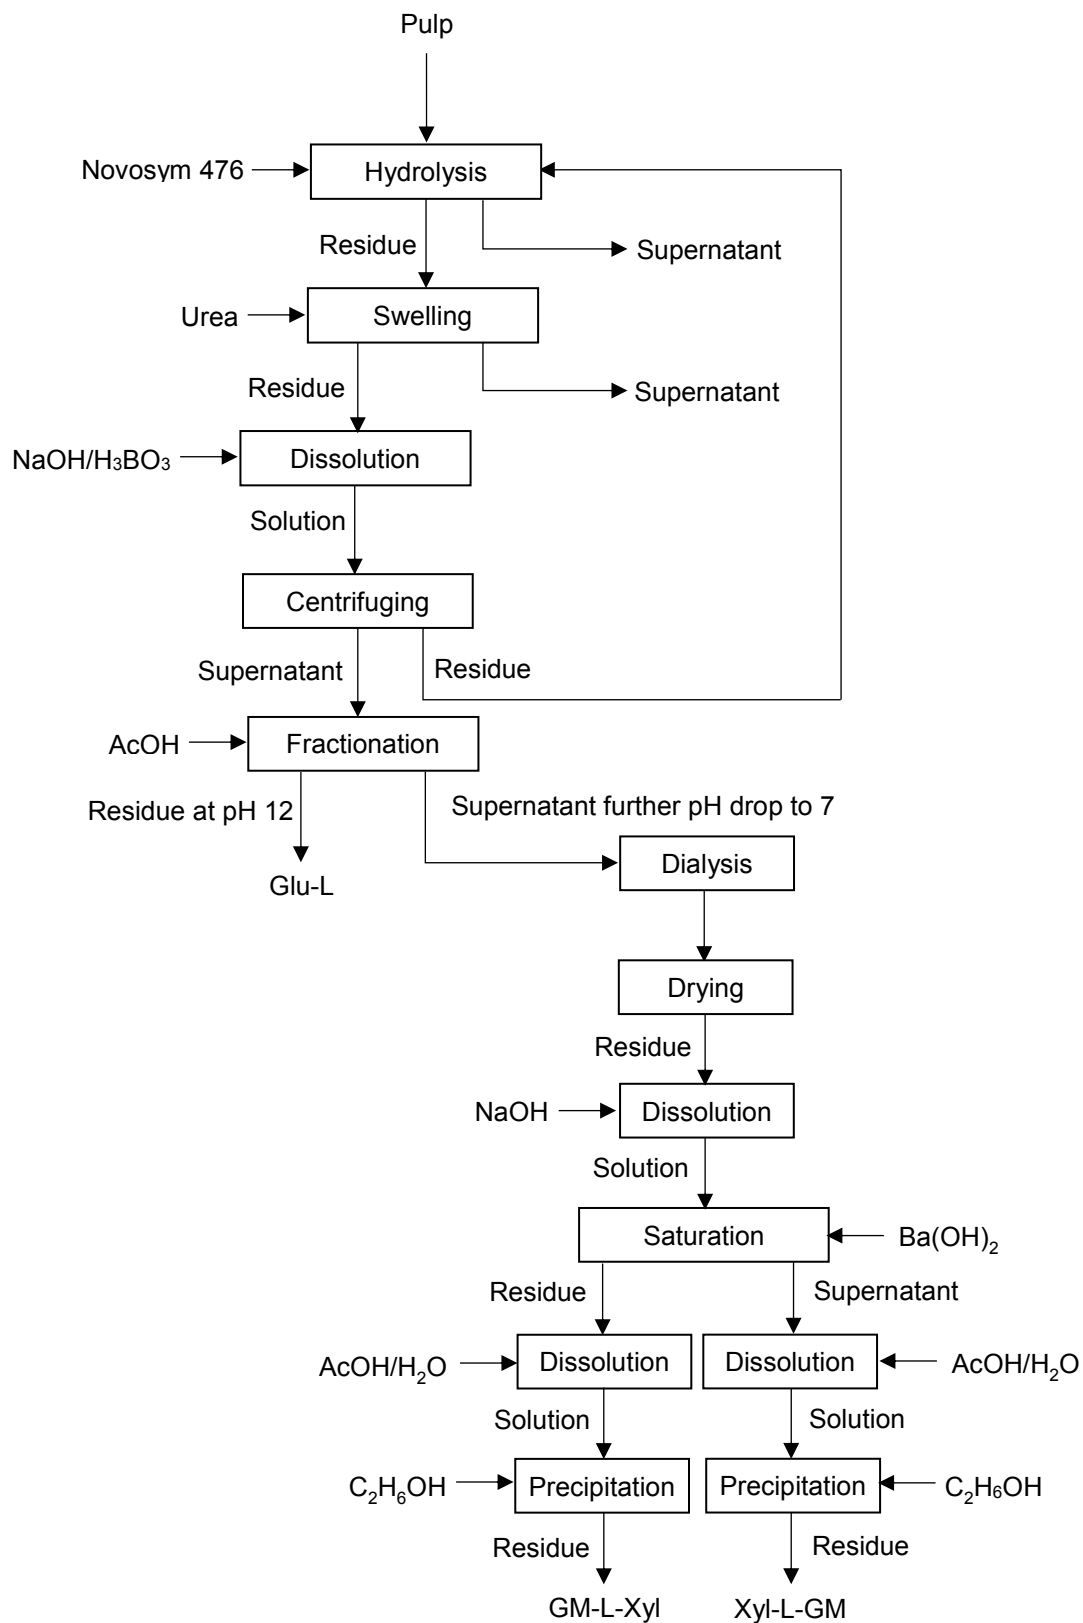 Pulp
Novosym 476
Hydrolysis
Residue
Supernatant
Urea
Swelling
Residue
Supernatant
NaOH/H₃BO₃
Dissolution
Solution
Centrifuging
Supernatant
Residue
AcOH
Fractionation
Residue at pH 12
Supernatant further pH drop to 7
Glu-L
Dialysis
Drying
Residue
NaOH
Dissolution
Solution
Saturation
Ba(OH)₂
Residue
Supernatant
AcOH/H₂O
Dissolution
Dissolution
AcOH/H₂O
Solution
Solution
C₂H₆OH
Precipitation
Precipitation
C₂H₆OH
Residue
Residue
GM-L-Xyl
Xyl-L-GM